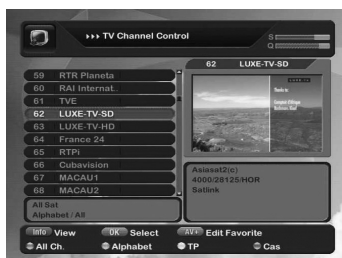 ▸▸▸ TV Channel Control
S
Q
62 LUXE-TV-SD
59 RTR Planeta
60 RAI Internat..
61 TVE
62 LUXE-TV-SD
63 LUXE-TV-HD
64 France 24
65 RTPi
66 Cubavision
67 MACAU1
68 MACAU2
Thanks to:
Asiasat2(c)
4000/28125/HOR
Satlink
All Sat
Alphabet / All
Info View OK Select AV+ Edit Favorite
All Ch. Alphabet TP Cas